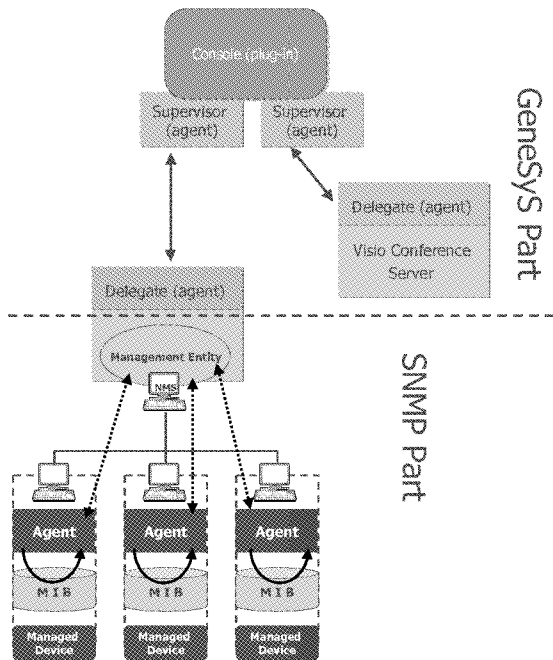 Console (plug-in)
Supervisor
(agent)
Supervisor
(agent)
GeneSyS Part
Delegate (agent)
Visio Conference
Server
Delegate (agent)
Management Entity
NMS
SNMP Part
Agent
Agent
Agent
MIB
MIB
MIB
Managed
Device
Managed
Device
Managed
Device